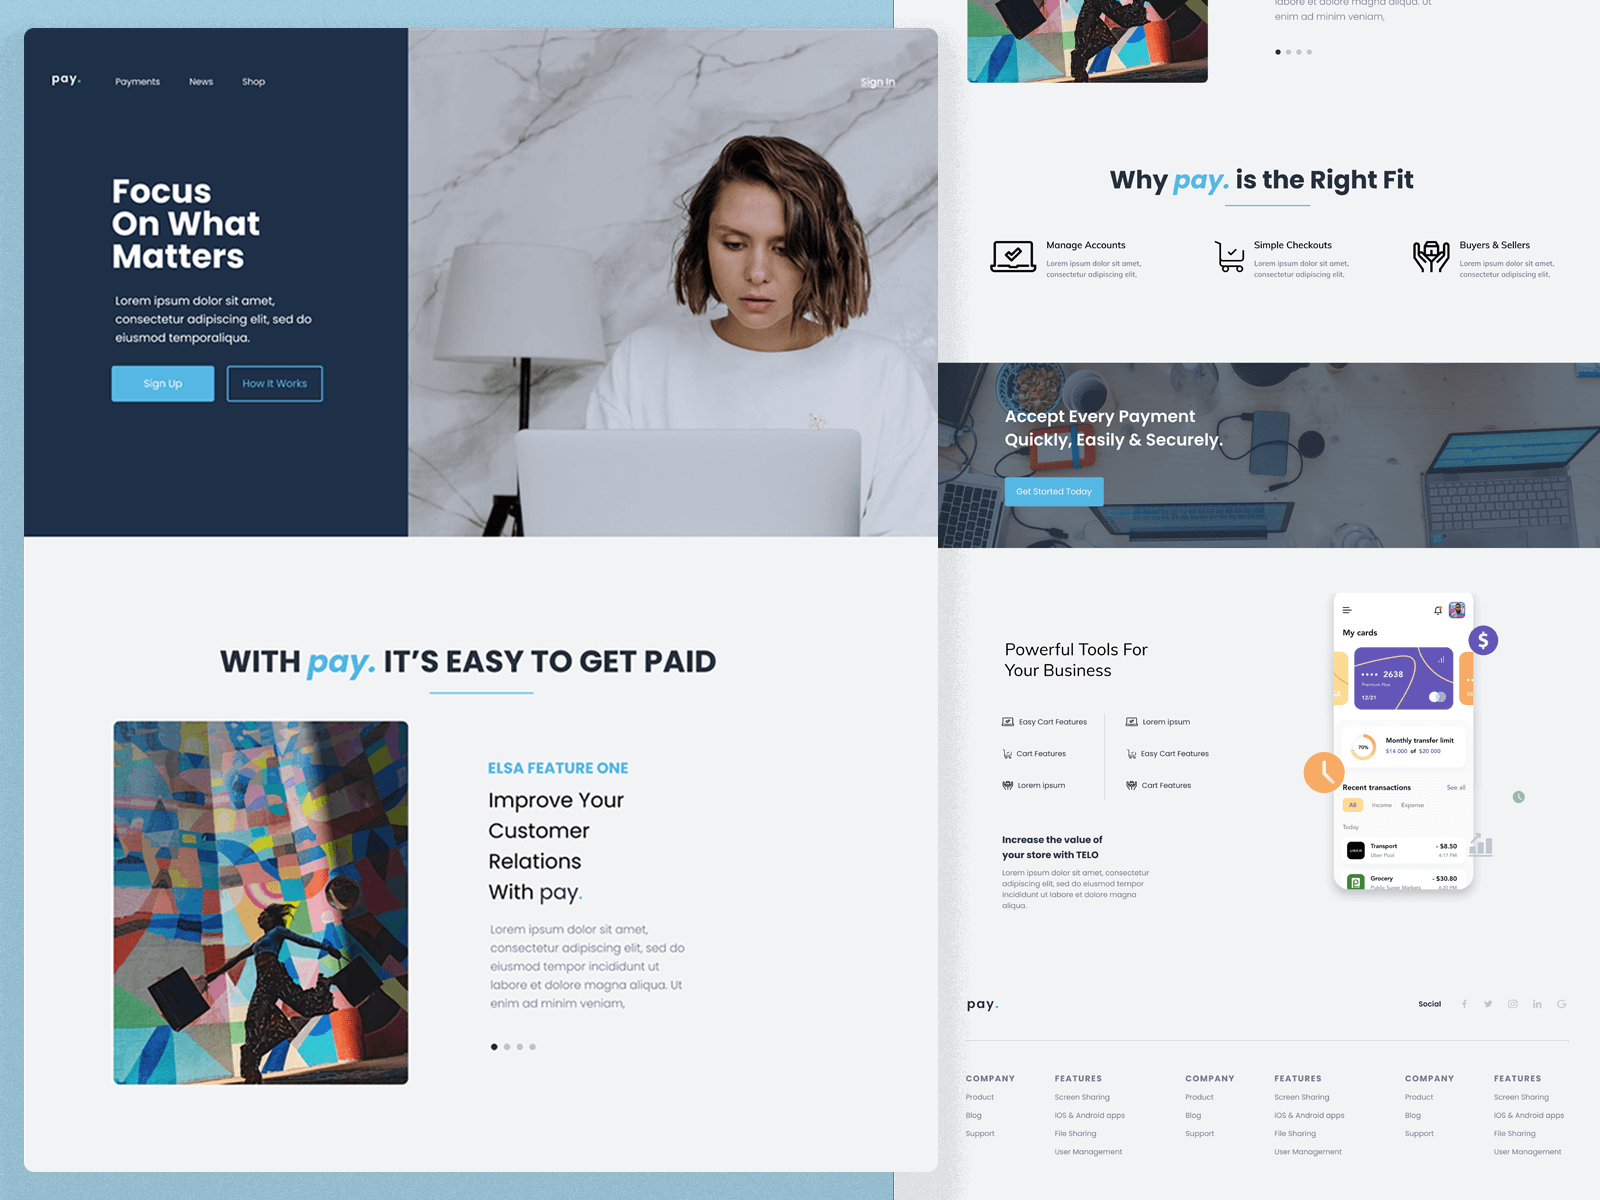 pay.
Payments
News
Shop
Sign In
Focus
On What
Matters
Lorem ipsum dolor sit amet,
consectetur adipiscing elit, sed do
eiusmod temporaliqua.
Sign Up
How It Works
WITH pay. IT'S EASY TO GET PAID
ELSA FEATURE ONE
Improve Your
Customer
Relations
With pay.
Lorem ipsum dolor sit amet,
consectetur adipiscing elit, sed do
eiusmod tempor incididunt ut
labore et dolore magna aliqua. Ut
enim ad minim veniam,
labore et dolore magna aliqua. Ut
enim ad minim veniam,
Why pay. is the Right Fit
Manage Accounts
Lorem ipsum dolor sit amet,
consectetur adipiscing elit,
Simple Checkouts
Lorem ipsum dolor sit amet,
consectetur adipiscing elit,
Buyers & Sellers
Lorem ipsum dolor sit amet,
consectetur adipiscing elit,
Accept Every Payment
Quickly, Easily & Securely.
Get Started Today
Powerful Tools For
Your Business
Easy Cart Features
Lorem ipsum
Cart Features
Easy Cart Features
Lorem ipsum
Cart Features
Increase the value of
your store with TELO
Lorem ipsum dolor sit amet, consectetur
adipiscing elit, sed do eiusmod tempor
incididunt ut labore et dolore magna
aliqua.
My cards
•••• 2638
Premium Plus
12/21
$
70%
Monthly transfer limit
$14 000 of $20 000
Recent transactions
See all
All
Income
Expense
Today
UBER
Transport
- $8.50
Uber Pool
4:17 PM
Grocery
- $30.80
Public Super Markets
pay.
Social
COMPANY
Product
Blog
Support
FEATURES
Screen Sharing
iOS & Android apps
File Sharing
User Management
COMPANY
Product
Blog
Support
FEATURES
Screen Sharing
iOS & Android apps
File Sharing
User Management
COMPANY
Product
Blog
Support
FEATURES
Screen Sharing
iOS & Android apps
File Sharing
User Management